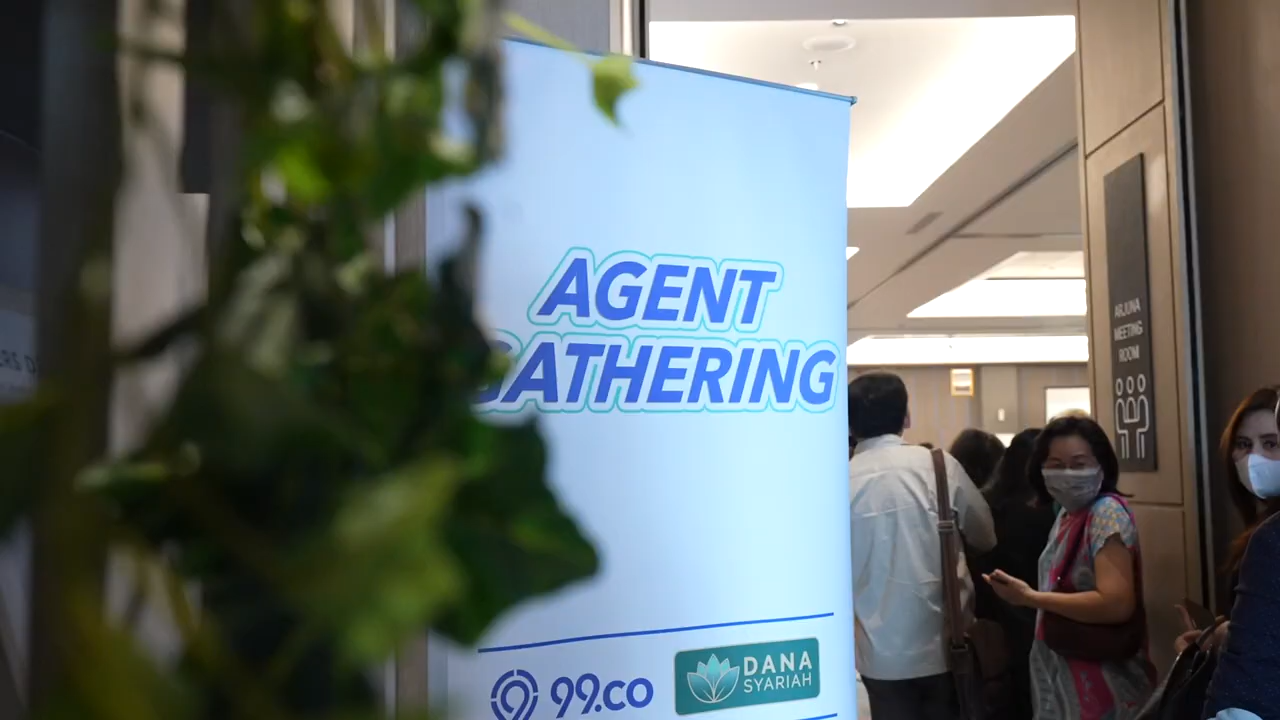 AGENT
GATHERING
99.co
DANA
SYARIAH
ARJUNA
MEETING
ROOM